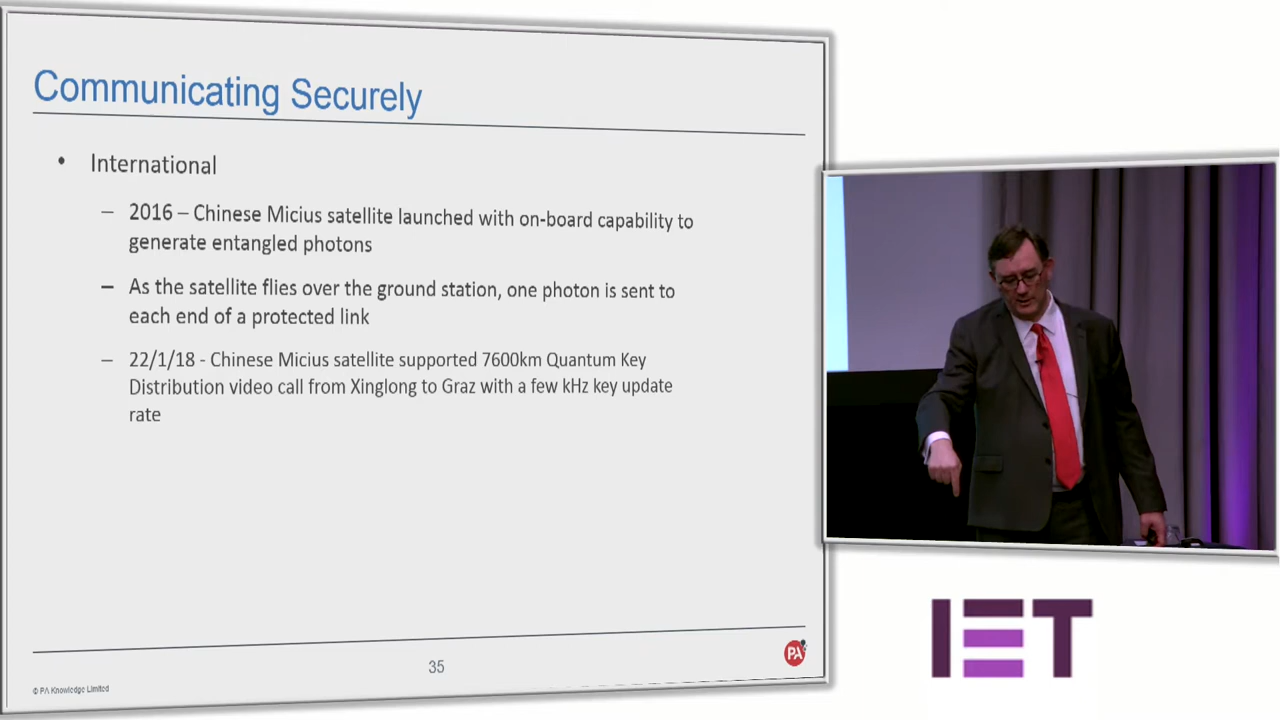 Communicating Securely
• International
– 2016 – Chinese Micius satellite launched with on-board capability to
generate entangled photons
– As the satellite flies over the ground station, one photon is sent to
each end of a protected link
– 22/1/18 - Chinese Micius satellite supported 7600km Quantum Key
Distribution video call from Xinglong to Graz with a few kHz key update
rate
35
PA
© PA Knowledge Limited
IET